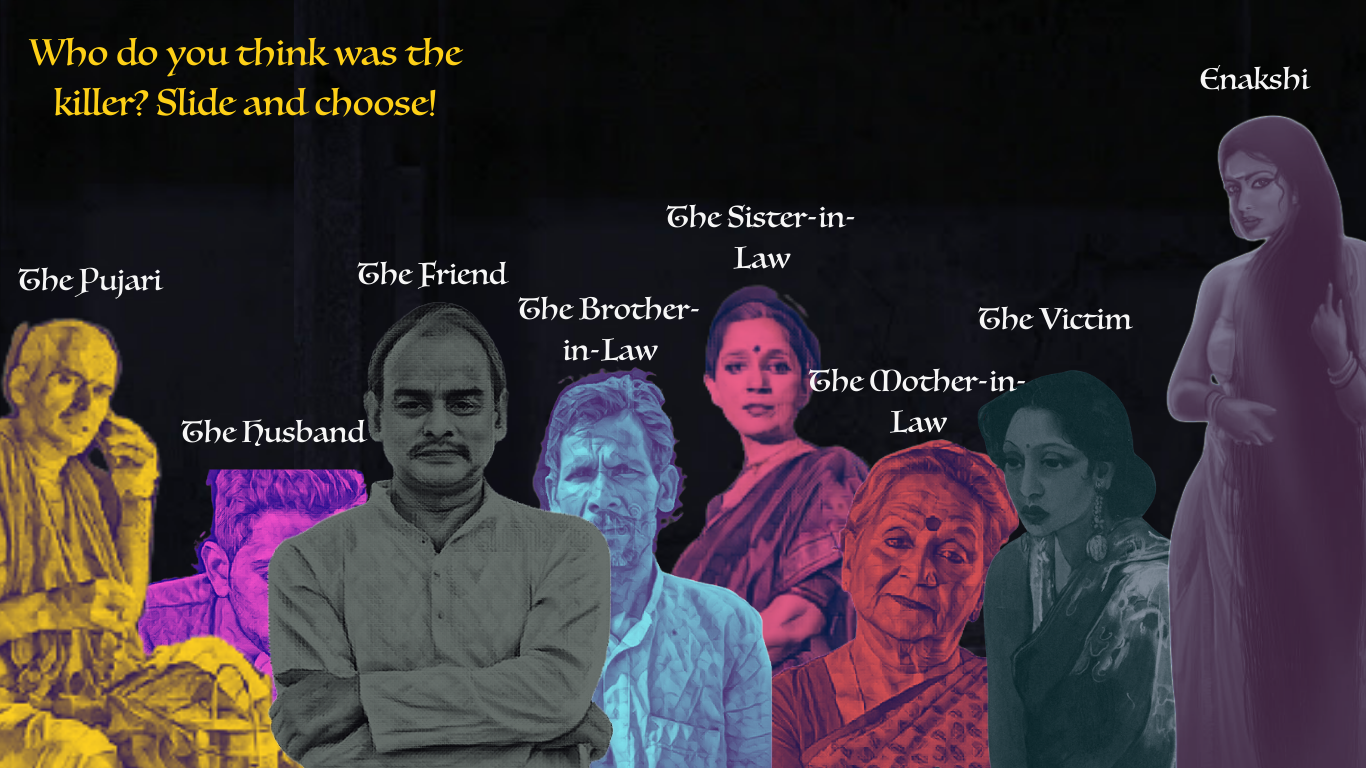 Who do you think was the
killer? Slide and choose!
Enakshi
The Sister-in-
Law
The Pujari
The Friend
The Brother-
in-Law
The Victim
The Mother-in-
Law
The Husband